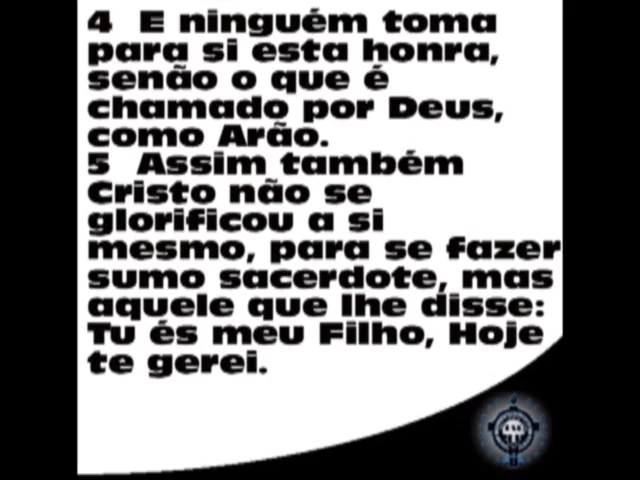 4 E ninguém toma
para si esta honra,
senão o que é
chamado por Deus,
como Arão.
5 Assim também
Cristo não se
glorificou a si
mesmo, para se fazer
sumo sacerdote, mas
aquele que lhe disse:
Tu és meu Filho, Hoje
te gerei.